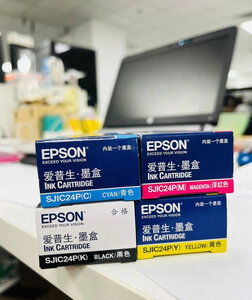 EPSON
EXCEED YOUR VISION
内装一个墨盒
爱普生·墨盒
INK CARTRIDGE
SJIC24P(C) CYAN/青色
EPSON
EXCEED YOUR VISION
内装一个墨盒
爱普生·墨盒
INK CARTRIDGE
SJIC24P(M) MAGENTA/洋红色
EPSON
EXCEED YOUR VISION
合格
爱普生·墨盒
INK CARTRIDGE
SJIC24P(K) BLACK/黑色
EPSON
EXCEED YOUR VISION
内装一个墨盒
爱普生·墨盒
INK CARTRIDGE
SJIC24P(Y) YELLOW/黄色